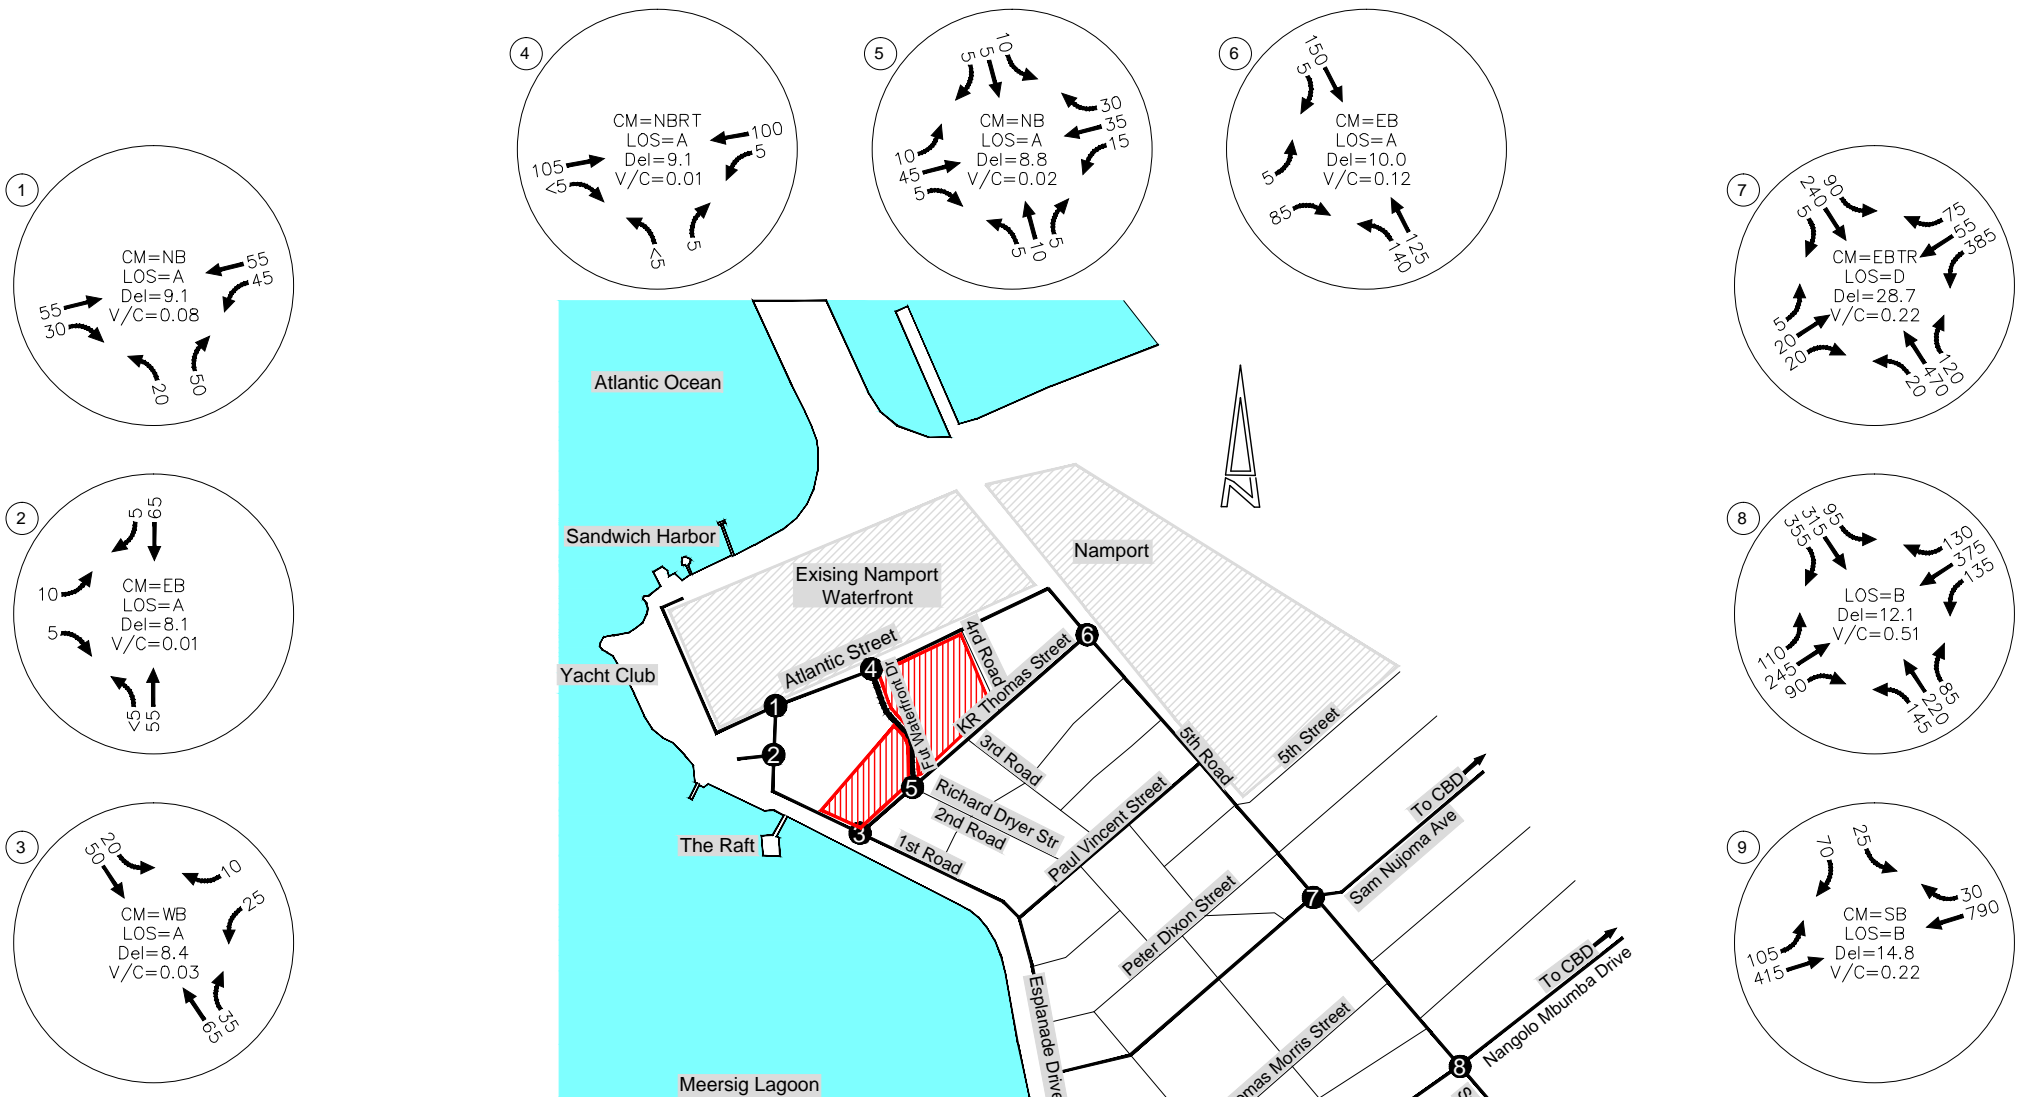 4
CM=NBRT
LOS=A
Del=9.1
V/C=0.01
100
5
105
<5
<5
5
5
CM=NB
LOS=A
Del=8.8
V/C=0.02
5
5
10
30
35
15
10
45
5
5
10
5
6
CM=EB
LOS=A
Del=10.0
V/C=0.12
150
5
5
85
140
125
1
CM=NB
LOS=A
Del=9.1
V/C=0.08
55
45
55
30
20
50
7
CM=EBTR
LOS=D
Del=28.7
V/C=0.22
5
240
90
75
55
385
5
20
20
20
470
120
2
CM=EB
LOS=A
Del=8.1
V/C=0.01
5
65
10
5
<5
55
8
LOS=B
Del=12.1
V/C=0.51
355
315
95
130
375
135
110
245
90
145
220
85
3
CM=WB
LOS=A
Del=8.4
V/C=0.03
50
20
10
25
65
35
9
CM=SB
LOS=B
Del=14.8
V/C=0.22
70
25
30
790
105
415
Atlantic Ocean
N
Sandwich Harbor
Namport
Exising Namport
Waterfront
Yacht Club
Atlantic Street
4rd Road
KR Thomas Street
Fut Waterfront Dr
3rd Road
5th Road
5th Street
Richard Dryer Str
2nd Road
1st Road
Paul Vincent Street
The Raft
To CBD
Sam Nujoma Ave
Peter Dixon Street
To CBD
Nangolo Mbumba Drive
Esplanade Drive
omas Morris Street
Meersig Lagoon
1
2
3
4
5
6
7
8
S